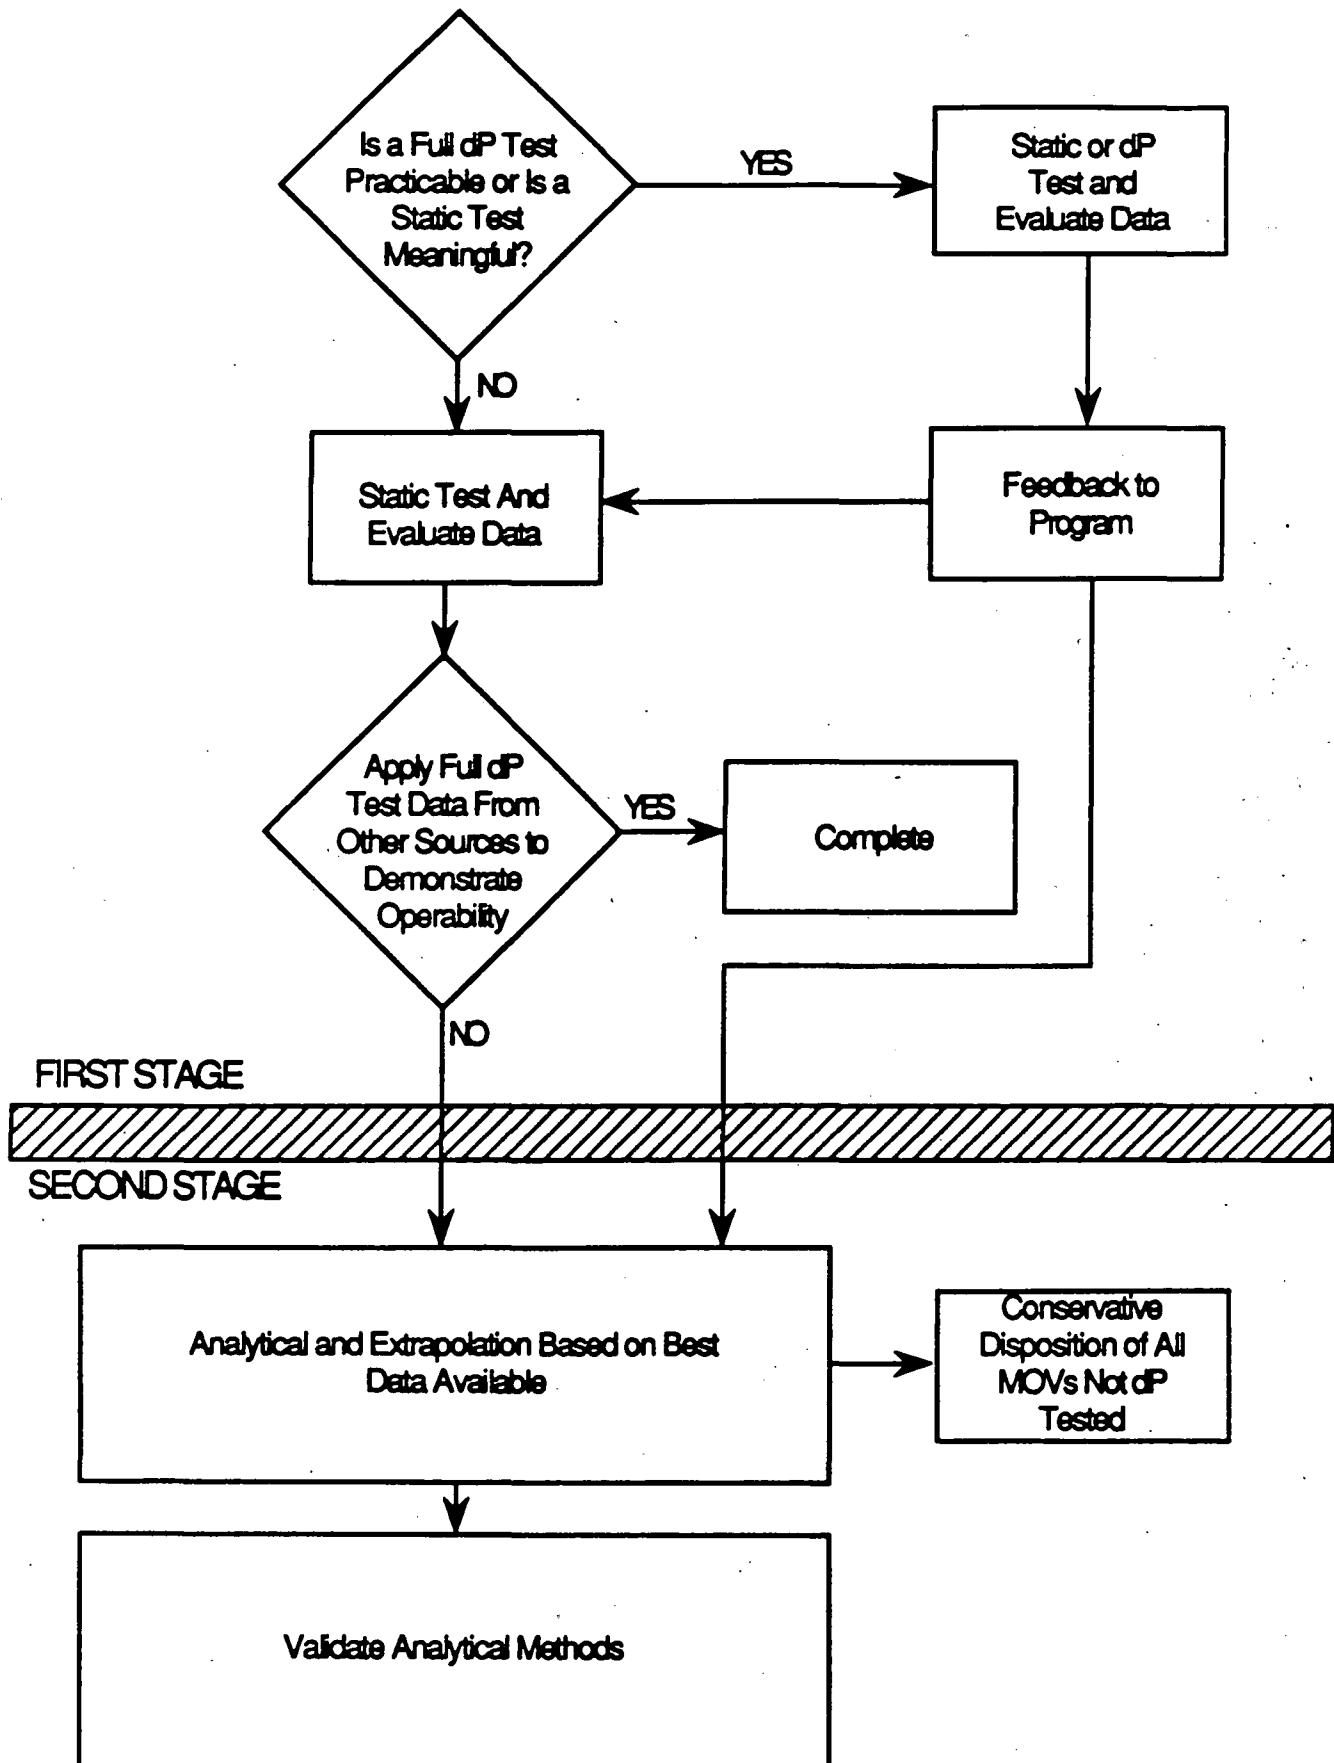 Is a Full dP Test
Practicable or Is a
Static Test
Meaningful?
YES
Static or dP
Test and
Evaluate Data
NO
Static Test And
Evaluate Data
Feedback to
Program
Apply Full dP
Test Data From
Other Sources to
Demonstrate
Operability
YES
Complete
NO
FIRST STAGE
SECOND STAGE
Analytical and Extrapolation Based on Best
Data Available
Conservative
Disposition of All
MOVs Not dP
Tested
Validate Analytical Methods